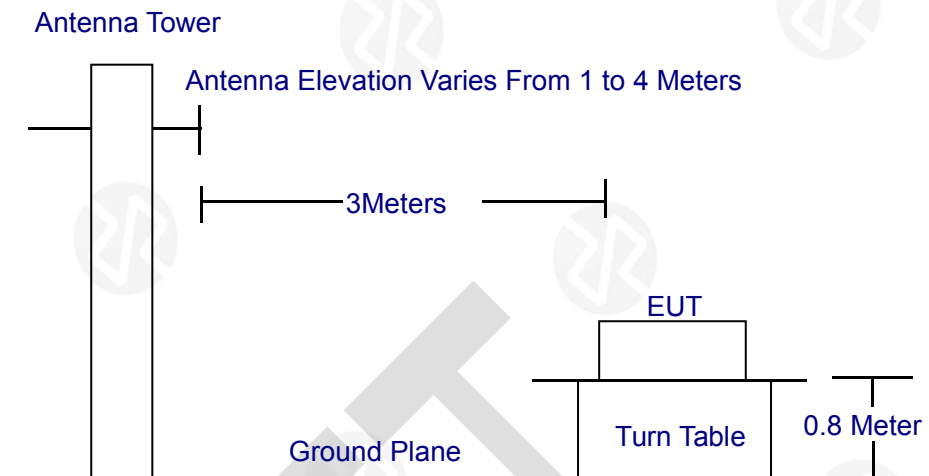 Antenna Tower
Antenna Elevation Varies From 1 to 4 Meters
3Meters
EUT
0.8 Meter
Turn Table
Ground Plane